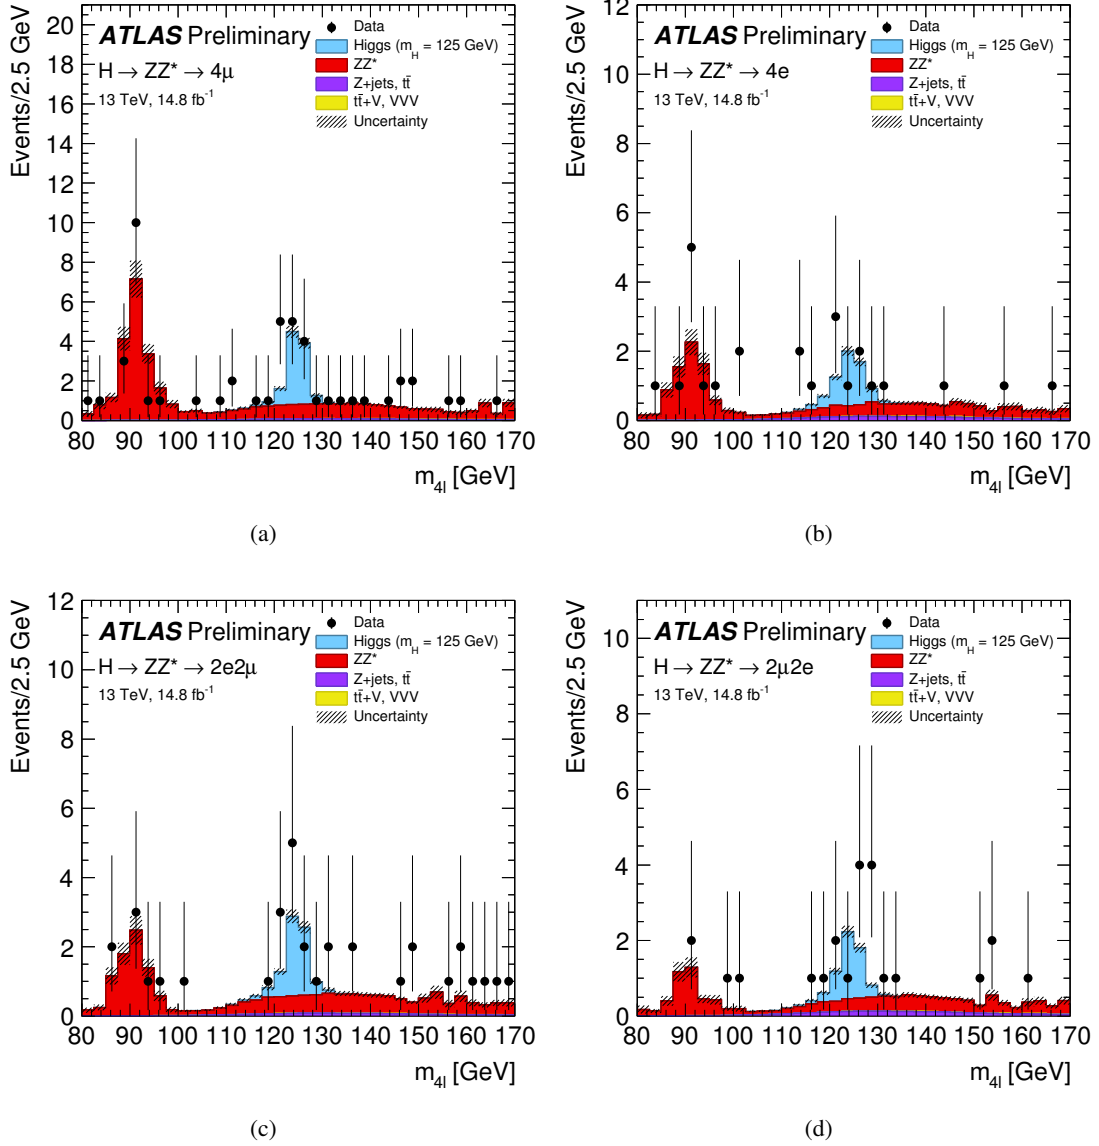 Events/2.5 GeV
20
18
16
14
12
10
8
6
4
2
0
ATLAS Preliminary
H → ZZ* → 4μ
13 TeV, 14.8 fb⁻¹
Data
Higgs (m_H = 125 GeV)
ZZ*
Z+jets, tt̄
tt̄+V, VVV
Uncertainty
80 90 100 110 120 130 140 150 160 170
m_4l [GeV]
(a)
Events/2.5 GeV
12
10
8
6
4
2
0
ATLAS Preliminary
H → ZZ* → 4e
13 TeV, 14.8 fb⁻¹
Data
Higgs (m_H = 125 GeV)
ZZ*
Z+jets, tt̄
tt̄+V, VVV
Uncertainty
80 90 100 110 120 130 140 150 160 170
m_4l [GeV]
(b)
Events/2.5 GeV
12
10
8
6
4
2
0
ATLAS Preliminary
H → ZZ* → 2e2μ
13 TeV, 14.8 fb⁻¹
Data
Higgs (m_H = 125 GeV)
ZZ*
Z+jets, tt̄
tt̄+V, VVV
Uncertainty
80 90 100 110 120 130 140 150 160 170
m_4l [GeV]
(c)
Events/2.5 GeV
10
8
6
4
2
0
ATLAS Preliminary
H → ZZ* → 2μ2e
13 TeV, 14.8 fb⁻¹
Data
Higgs (m_H = 125 GeV)
ZZ*
Z+jets, tt̄
tt̄+V, VVV
Uncertainty
80 90 100 110 120 130 140 150 160 170
m_4l [GeV]
(d)